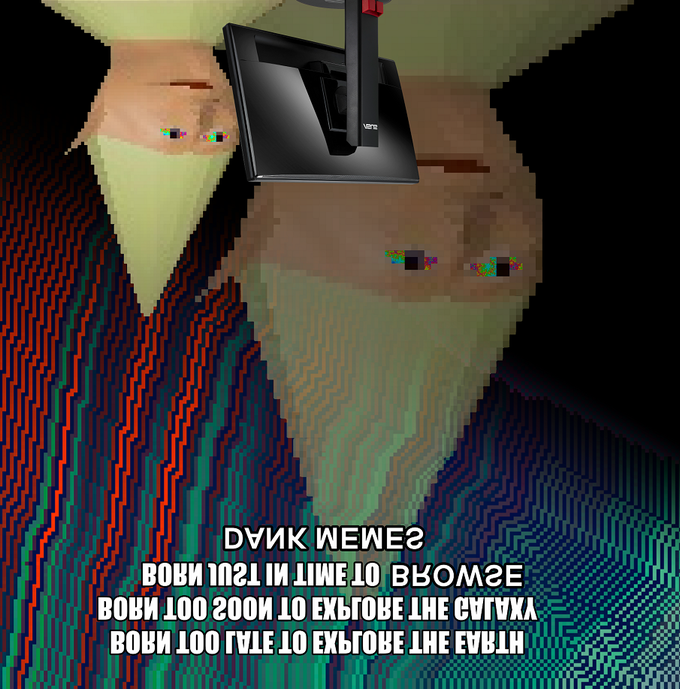 BORN TOO LATE TO EXPLORE THE EARTH
BORN TOO SOON TO EXPLORE THE GALAXY
BORN JUST IN TIME TO BROWSE
DANK MEMES
BenQ